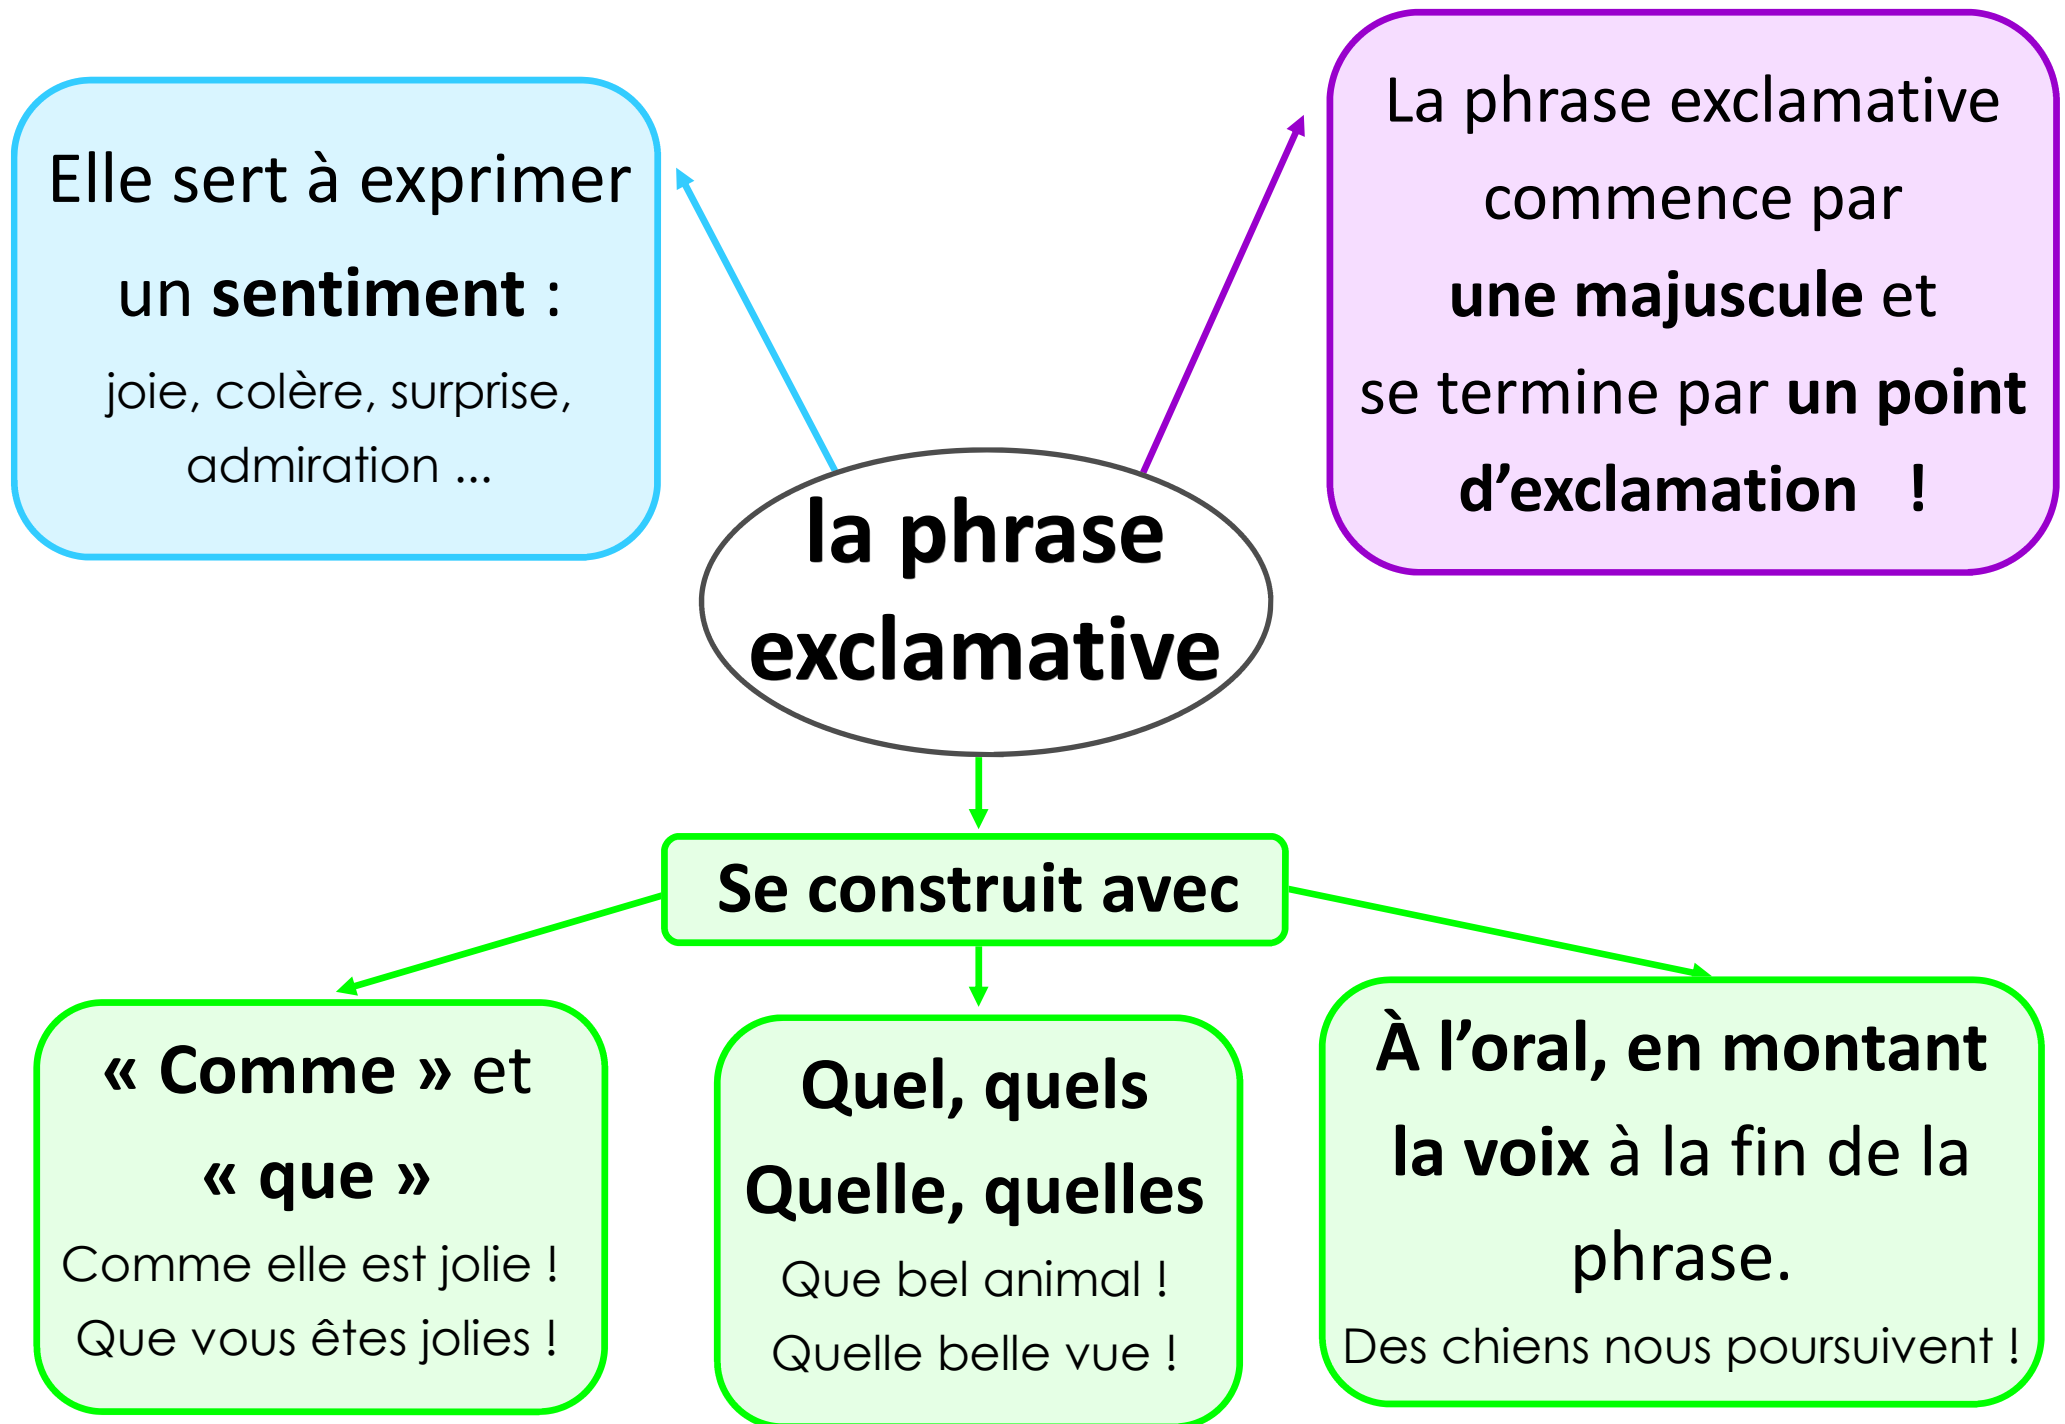 Elle sert à exprimer
un sentiment :
joie, colère, surprise,
admiration ...
La phrase exclamative
commence par
une majuscule et
se termine par un point
d’exclamation !
la phrase
exclamative
Se construit avec
« Comme » et
« que »
Comme elle est jolie !
Que vous êtes jolies !
Quel, quels
Quelle, quelles
Que bel animal !
Quelle belle vue !
À l’oral, en montant
la voix à la fin de la
phrase.
Des chiens nous poursuivent !